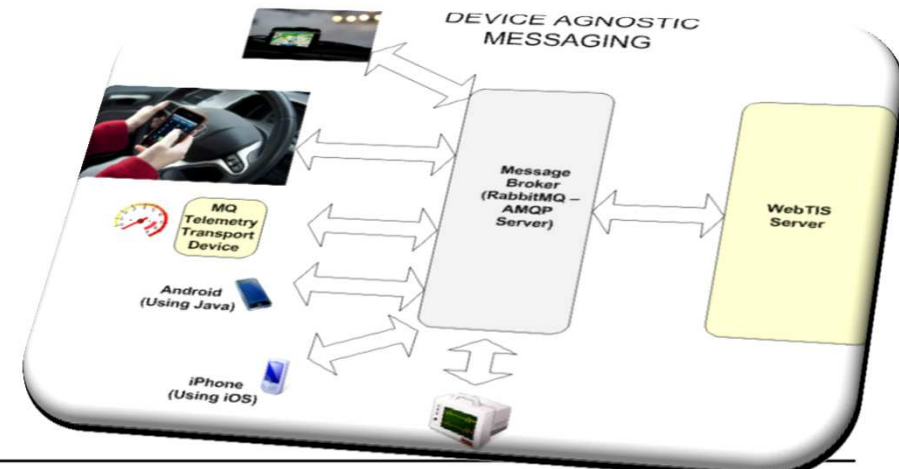 DEVICE AGNOSTIC
MESSAGING
Message
Broker
(RabbitMQ –
AMQP
Server)
WebTIS
Server
MQ
Telemetry
Transport
Device
Android
(Using Java)
iPhone
(Using iOS)